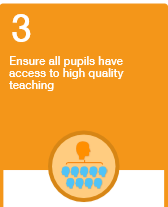 3
Ensure all pupils have
access to high quality
teaching